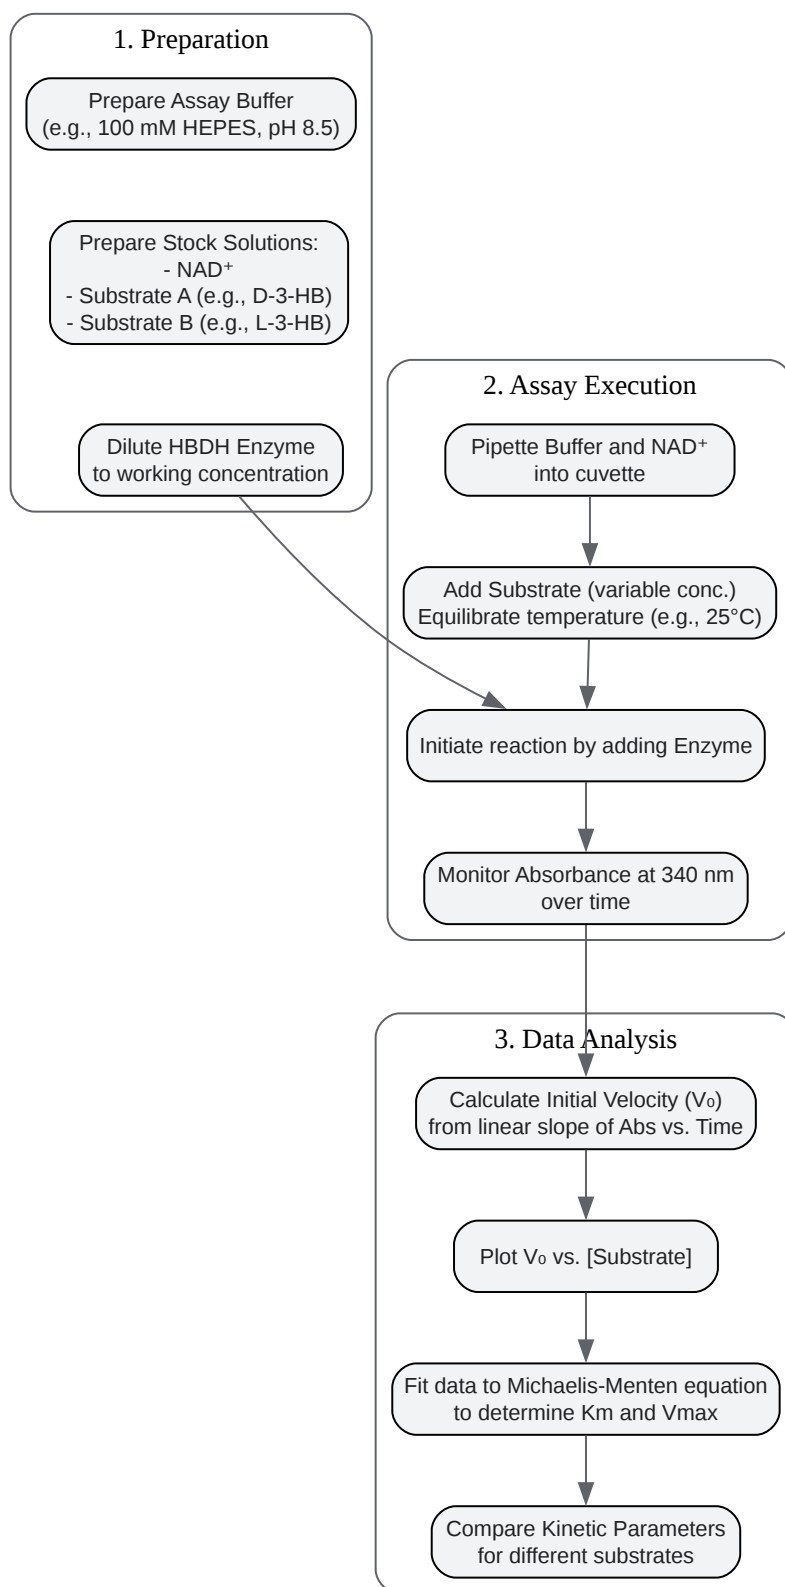 1. Preparation
Prepare Assay Buffer
(e.g., 100 mM HEPES, pH 8.5)
Prepare Stock Solutions:
- NAD⁺
- Substrate A (e.g., D-3-HB)
- Substrate B (e.g., L-3-HB)
Dilute HBDH Enzyme
to working concentration
2. Assay Execution
Pipette Buffer and NAD⁺
into cuvette
Add Substrate (variable conc.)
Equilibrate temperature (e.g., 25°C)
Initiate reaction by adding Enzyme
Monitor Absorbance at 340 nm
over time
3. Data Analysis
Calculate Initial Velocity (V₀)
from linear slope of Abs vs. Time
Plot V₀ vs. [Substrate]
Fit data to Michaelis-Menten equation
to determine Km and Vmax
Compare Kinetic Parameters
for different substrates